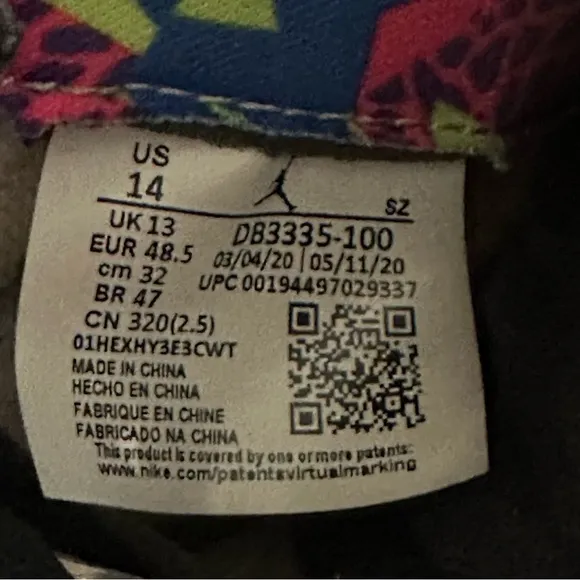 US
14
SZ
UK 13
DB3335-100
EUR 48.5
03/04/20 | 05/11/20
cm 32
UPC 00194497029337
BR 47
CN 320(2.5)
01HEXHY3E3CWT
MADE IN CHINA
HECHO EN CHINA
FABRIQUE EN CHINE
FABRICADO NA CHINA
This product is covered by one or more patents:
www.nike.com/patentsvirtualmarking